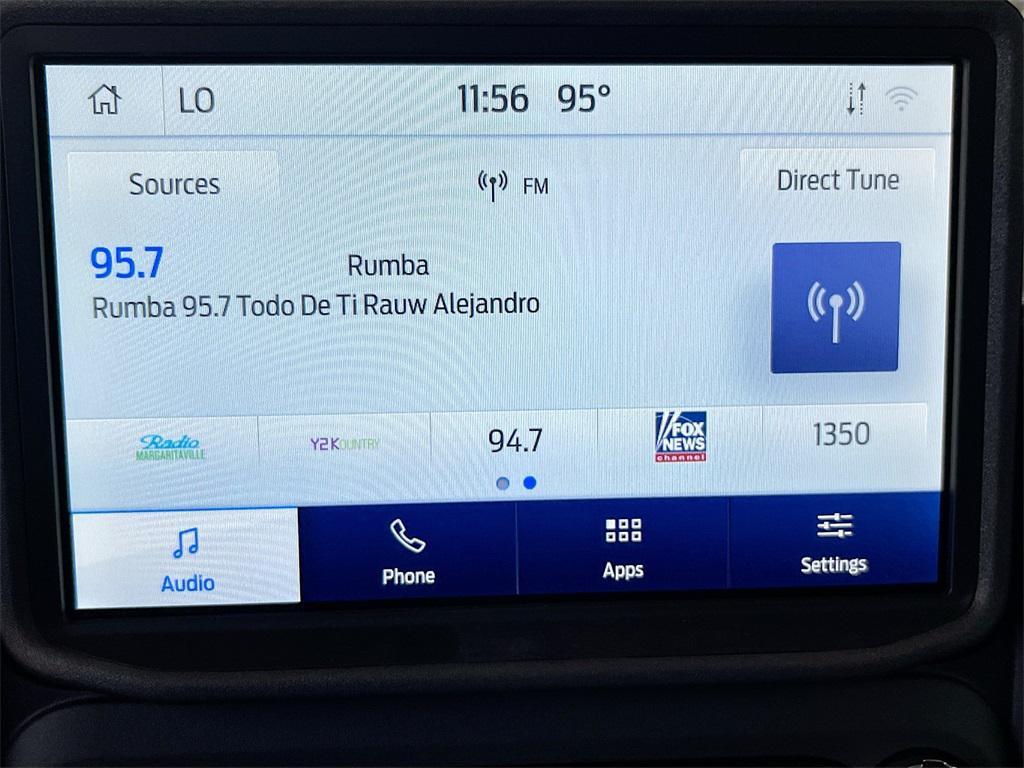 LO 11:56 95°
Sources FM Direct Tune
95.7 Rumba
Rumba 95.7 Todo De Ti Rauw Alejandro
Radio
MARGARITAVILLE
Y2KOUNTRY
94.7
FOX
NEWS
channel
1350
Audio Phone Apps Settings